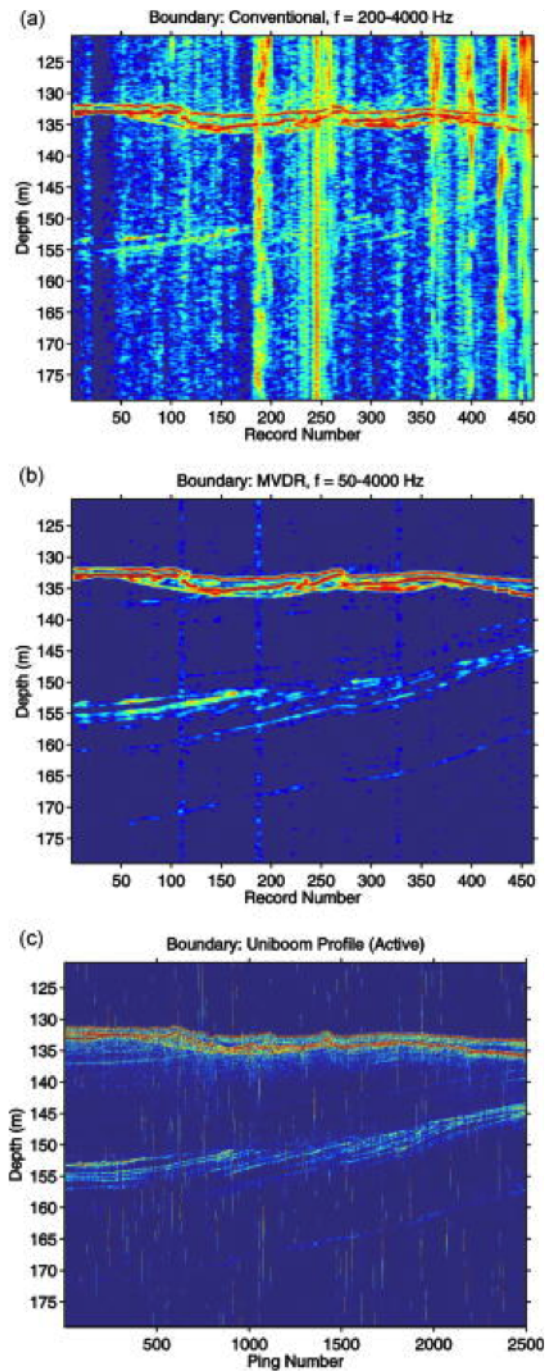 (a)
Boundary: Conventional, f = 200-4000 Hz
125
130
135
140
145
150
155
160
165
170
175
Depth (m)
50 100 150 200 250 300 350 400 450
Record Number
(b)
Boundary: MVDR, f = 50-4000 Hz
125
130
135
140
145
150
155
160
165
170
175
Depth (m)
50 100 150 200 250 300 350 400 450
Record Number
(c)
Boundary: Uniboom Profile (Active)
125
130
135
140
145
150
155
160
165
170
175
Depth (m)
500 1000 1500 2000 2500
Ping Number